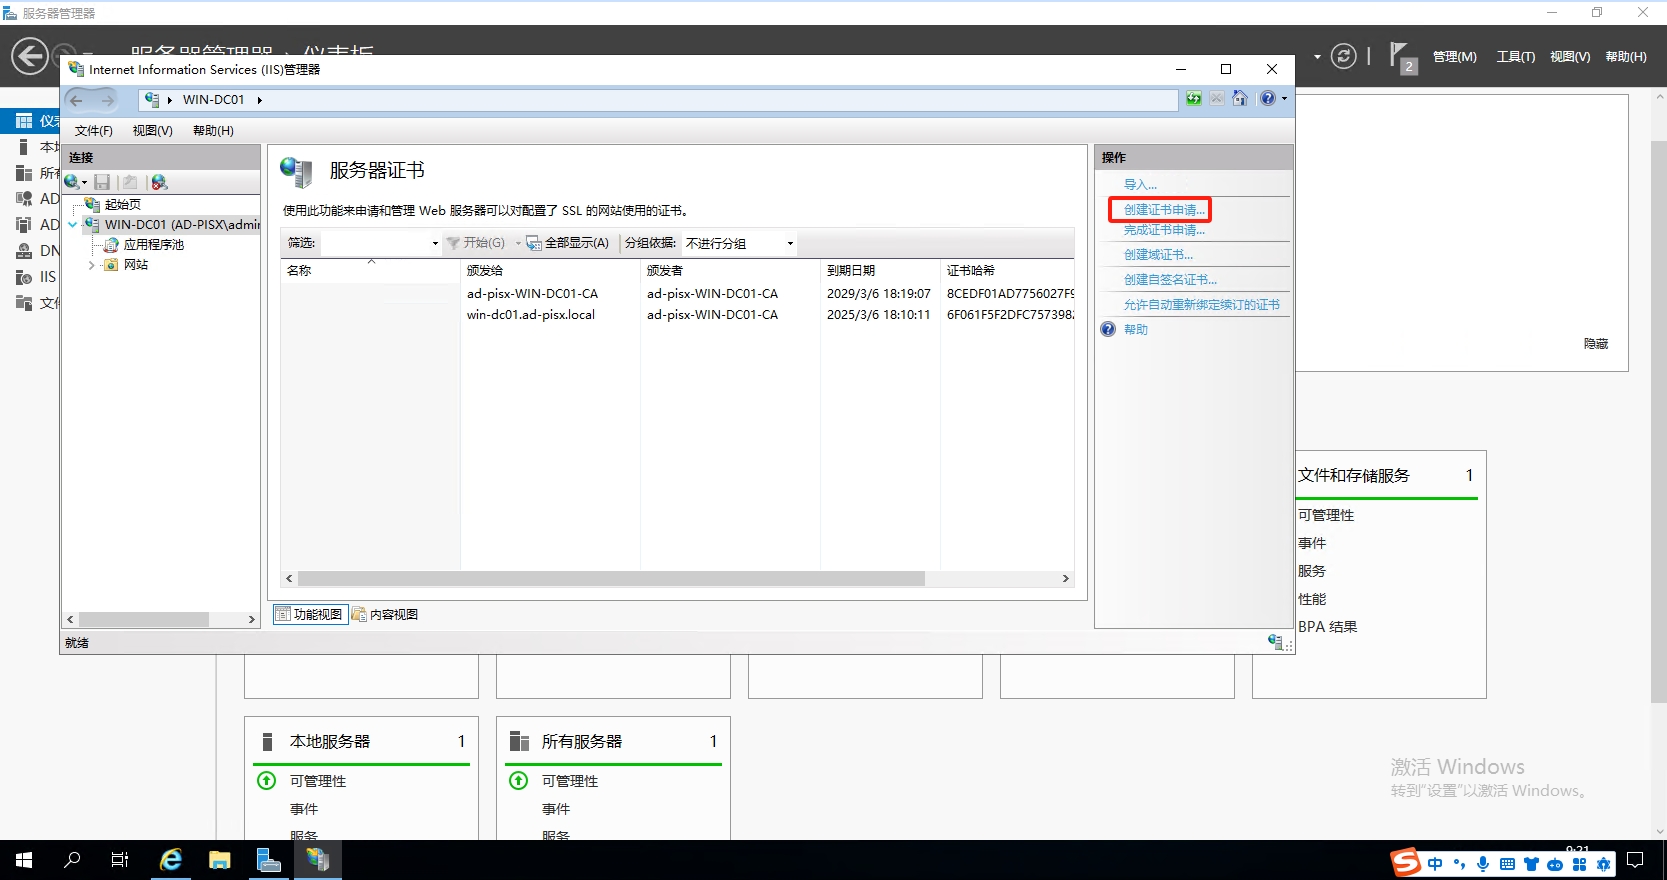 服务器管理器
服务器管理器 · 仪表板
2
管理(M) 工具(T) 视图(V) 帮助(H)
Internet Information Services (IIS)管理器
WIN-DC01
文件(F) 视图(V) 帮助(H)
仪表
本地
所有
AD
AD
DN
IIS
文件
连接
起始页
WIN-DC01 (AD-PISX\admin
应用程序池
网站
服务器证书
使用此功能来申请和管理 Web 服务器可以对配置了 SSL 的网站使用的证书。
筛选: 开始(G) 全部显示(A) 分组依据: 不进行分组
名称 颁发给 颁发者 到期日期 证书哈希
ad-pisx-WIN-DC01-CA ad-pisx-WIN-DC01-CA 2029/3/6 18:19:07 8CEDF01AD7756027F9
win-dc01.ad-pisx.local ad-pisx-WIN-DC01-CA 2025/3/6 18:10:11 6F061F5F2DFC757398
功能视图 内容视图
操作
导入...
创建证书申请...
完成证书申请...
创建域证书...
创建自签名证书...
允许自动重新绑定续订的证书
帮助
就绪
隐藏
文件和存储服务 1
可管理性
事件
服务
性能
BPA 结果
本地服务器 1
可管理性
事件
服务
所有服务器 1
可管理性
事件
服务
激活 Windows
转到"设置"以激活 Windows。
9:21
中